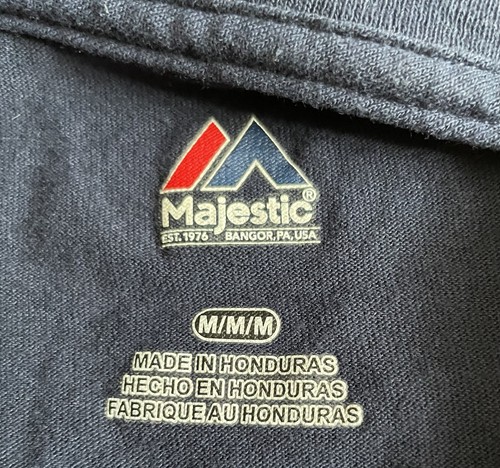 Majestic®
EST. 1976 BANGOR, PA, USA
M/M/M
MADE IN HONDURAS
HECHO EN HONDURAS
FABRIQUE AU HONDURAS